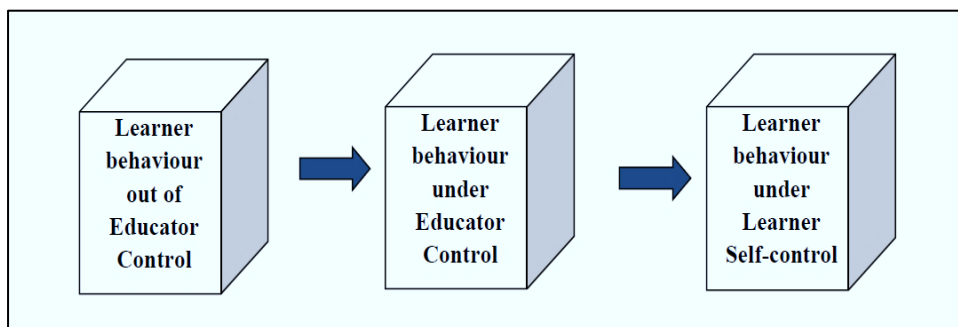 Learner
behaviour
out of
Educator
Control
Learner
behaviour
under
Educator
Control
Learner
behaviour
under
Learner
Self-control